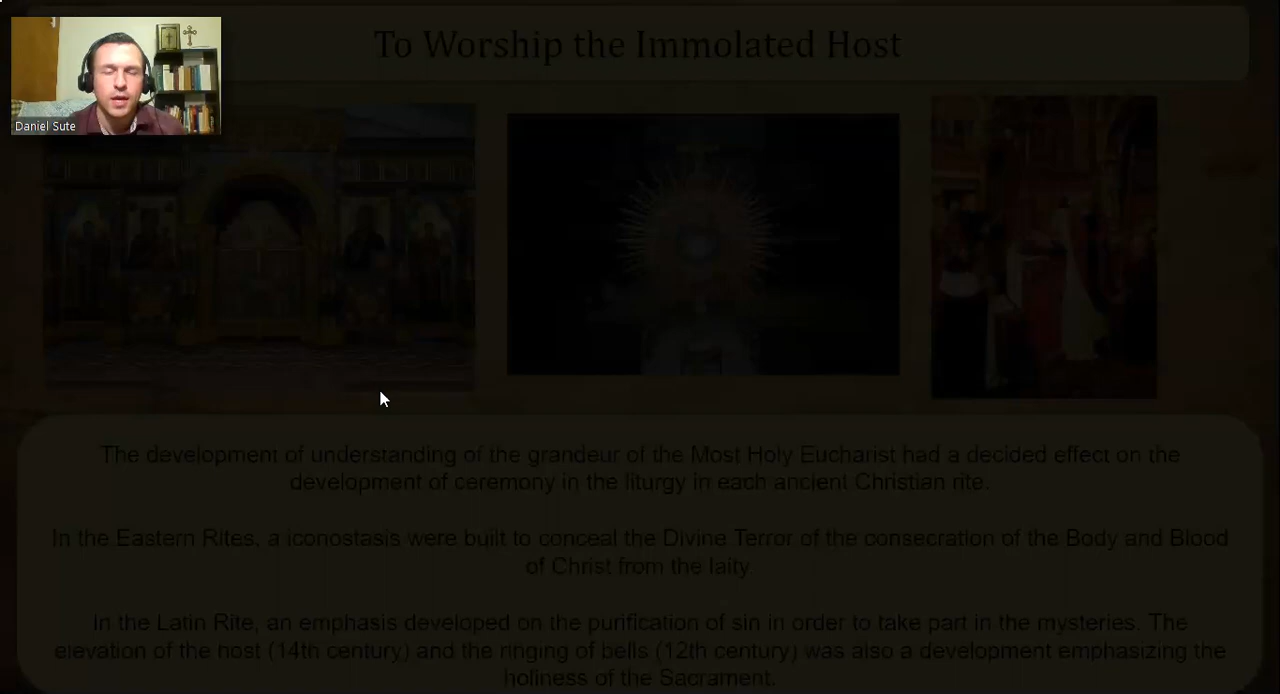 To Worship the Immolated Host
Daniel Sute
The development of understanding of the grandeur of the Most Holy Eucharist had a decided effect on the
development of ceremony in the liturgy in each ancient Christian rite.
In the Eastern Rites, a iconostasis were built to conceal the Divine Terror of the consecration of the Body and Blood
of Christ from the laity.
In the Latin Rite, an emphasis developed on the purification of sin in order to take part in the mysteries. The
elevation of the host (14th century) and the ringing of bells (12th century) was also a development emphasizing the
holiness of the Sacrament.